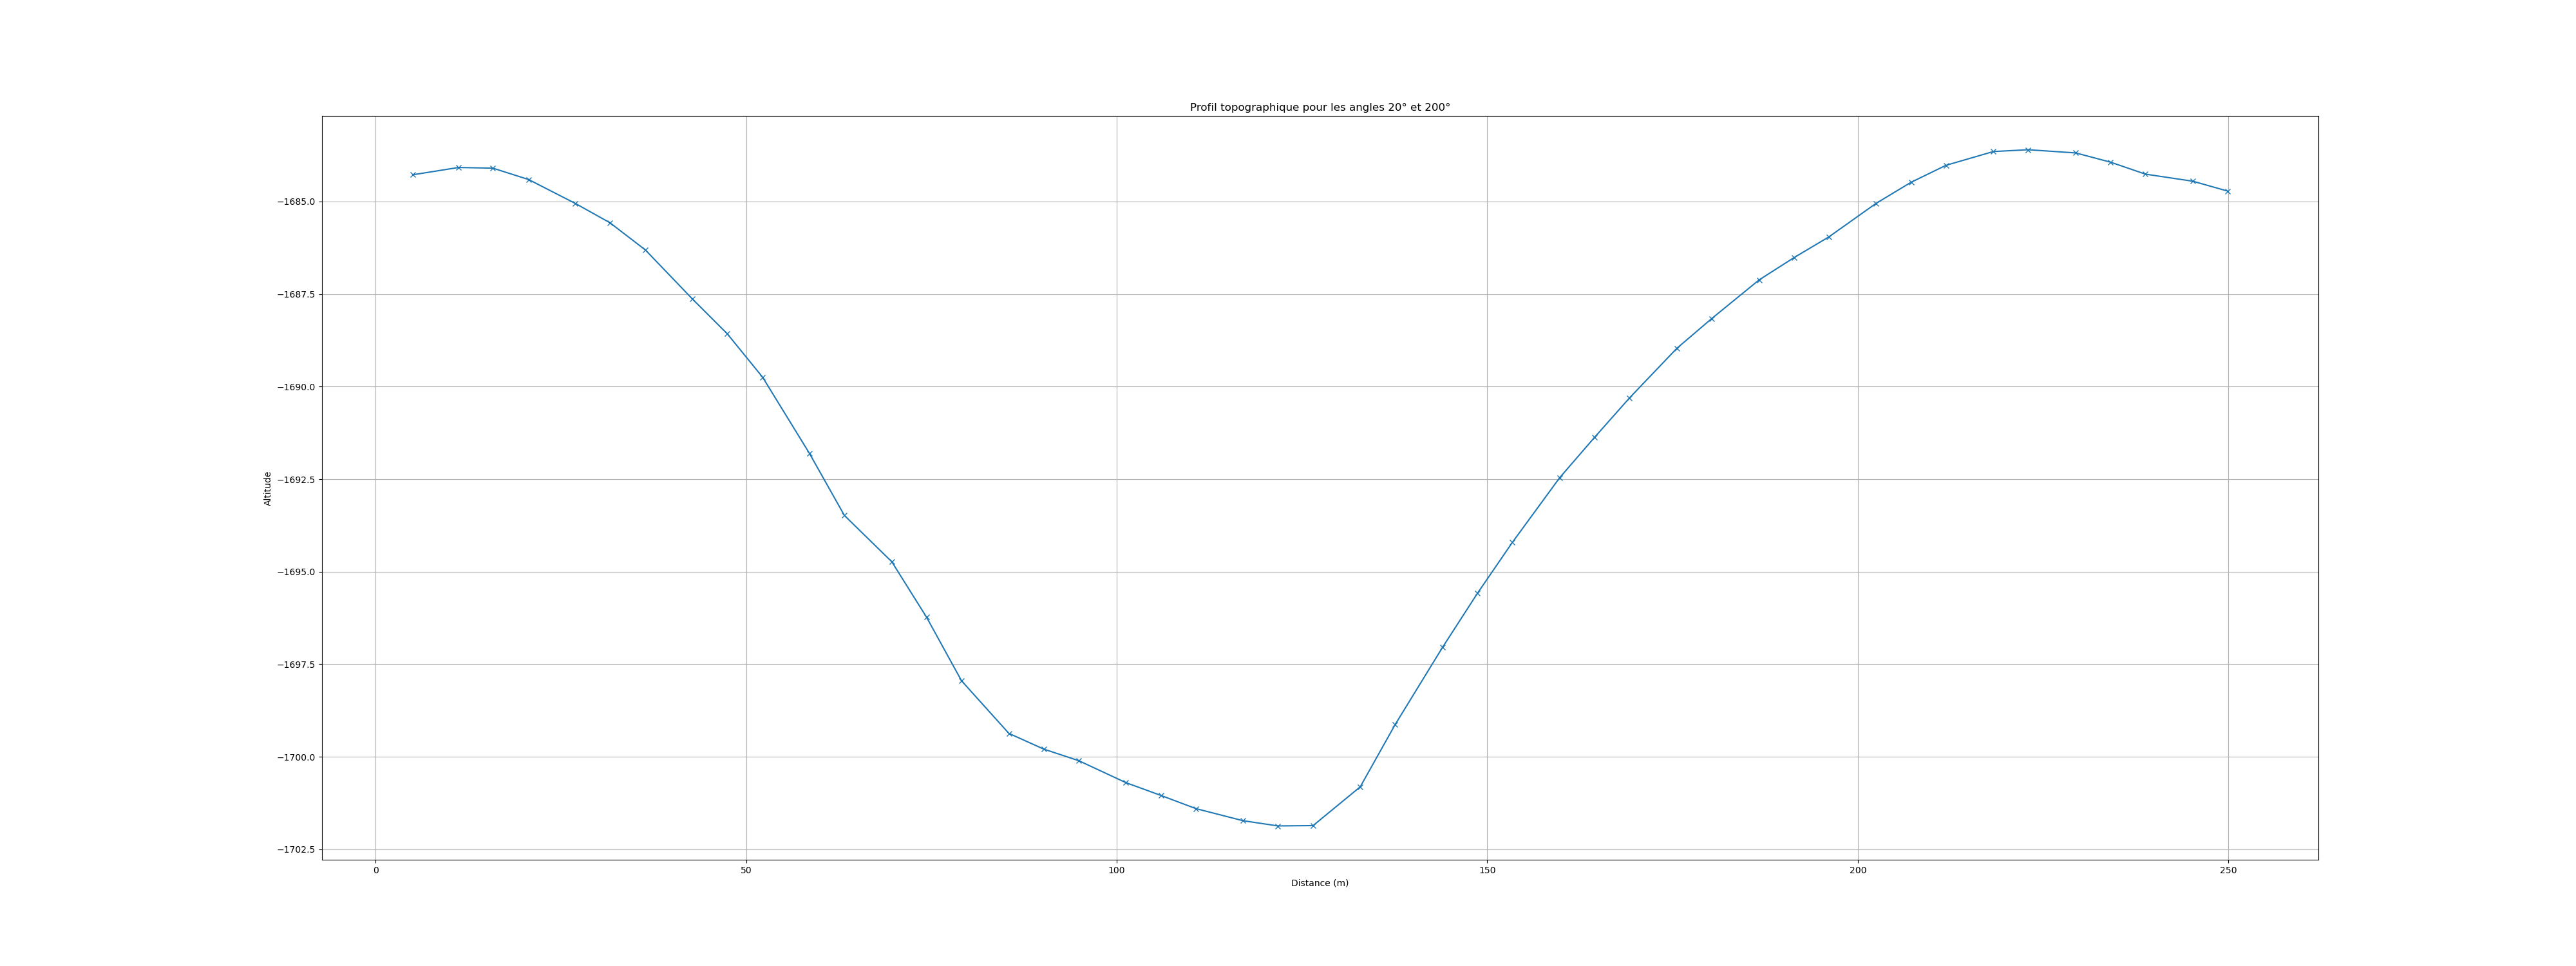 Profil topographique pour les angles 20° et 200°
Altitude
−1685.0
−1687.5
−1690.0
−1692.5
−1695.0
−1697.5
−1700.0
−1702.5
0 50 100 150 200 250
Distance (m)